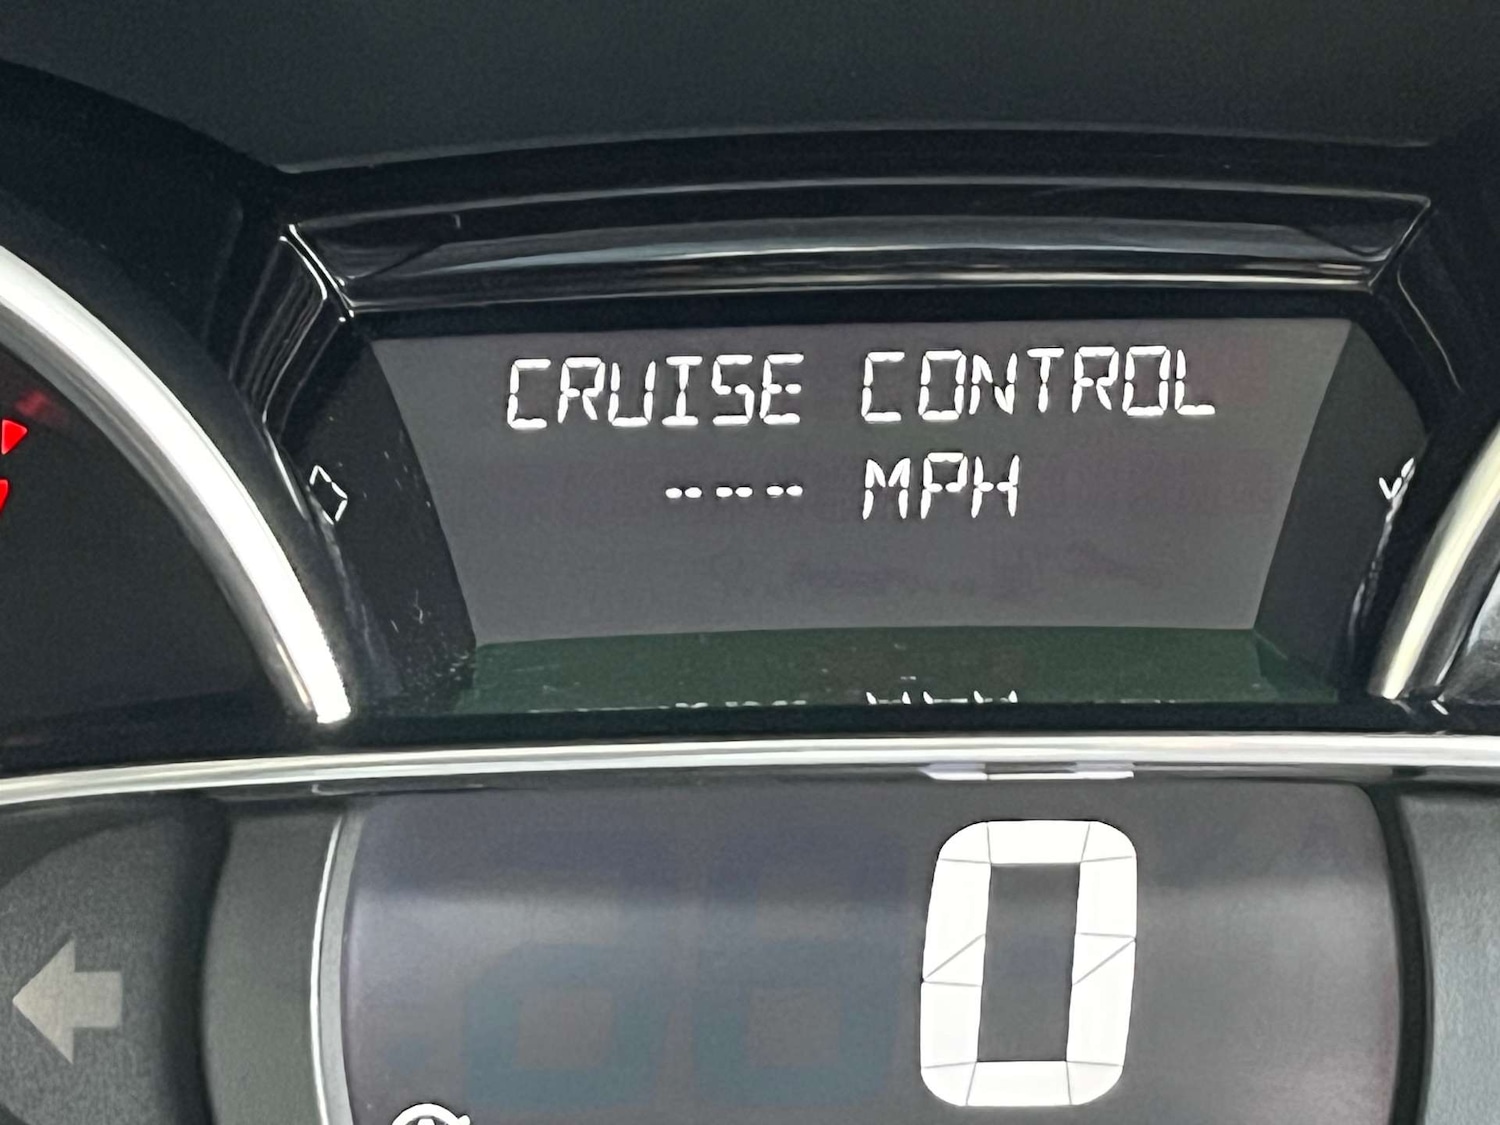 CRUISE CONTROL
--- MPH
0